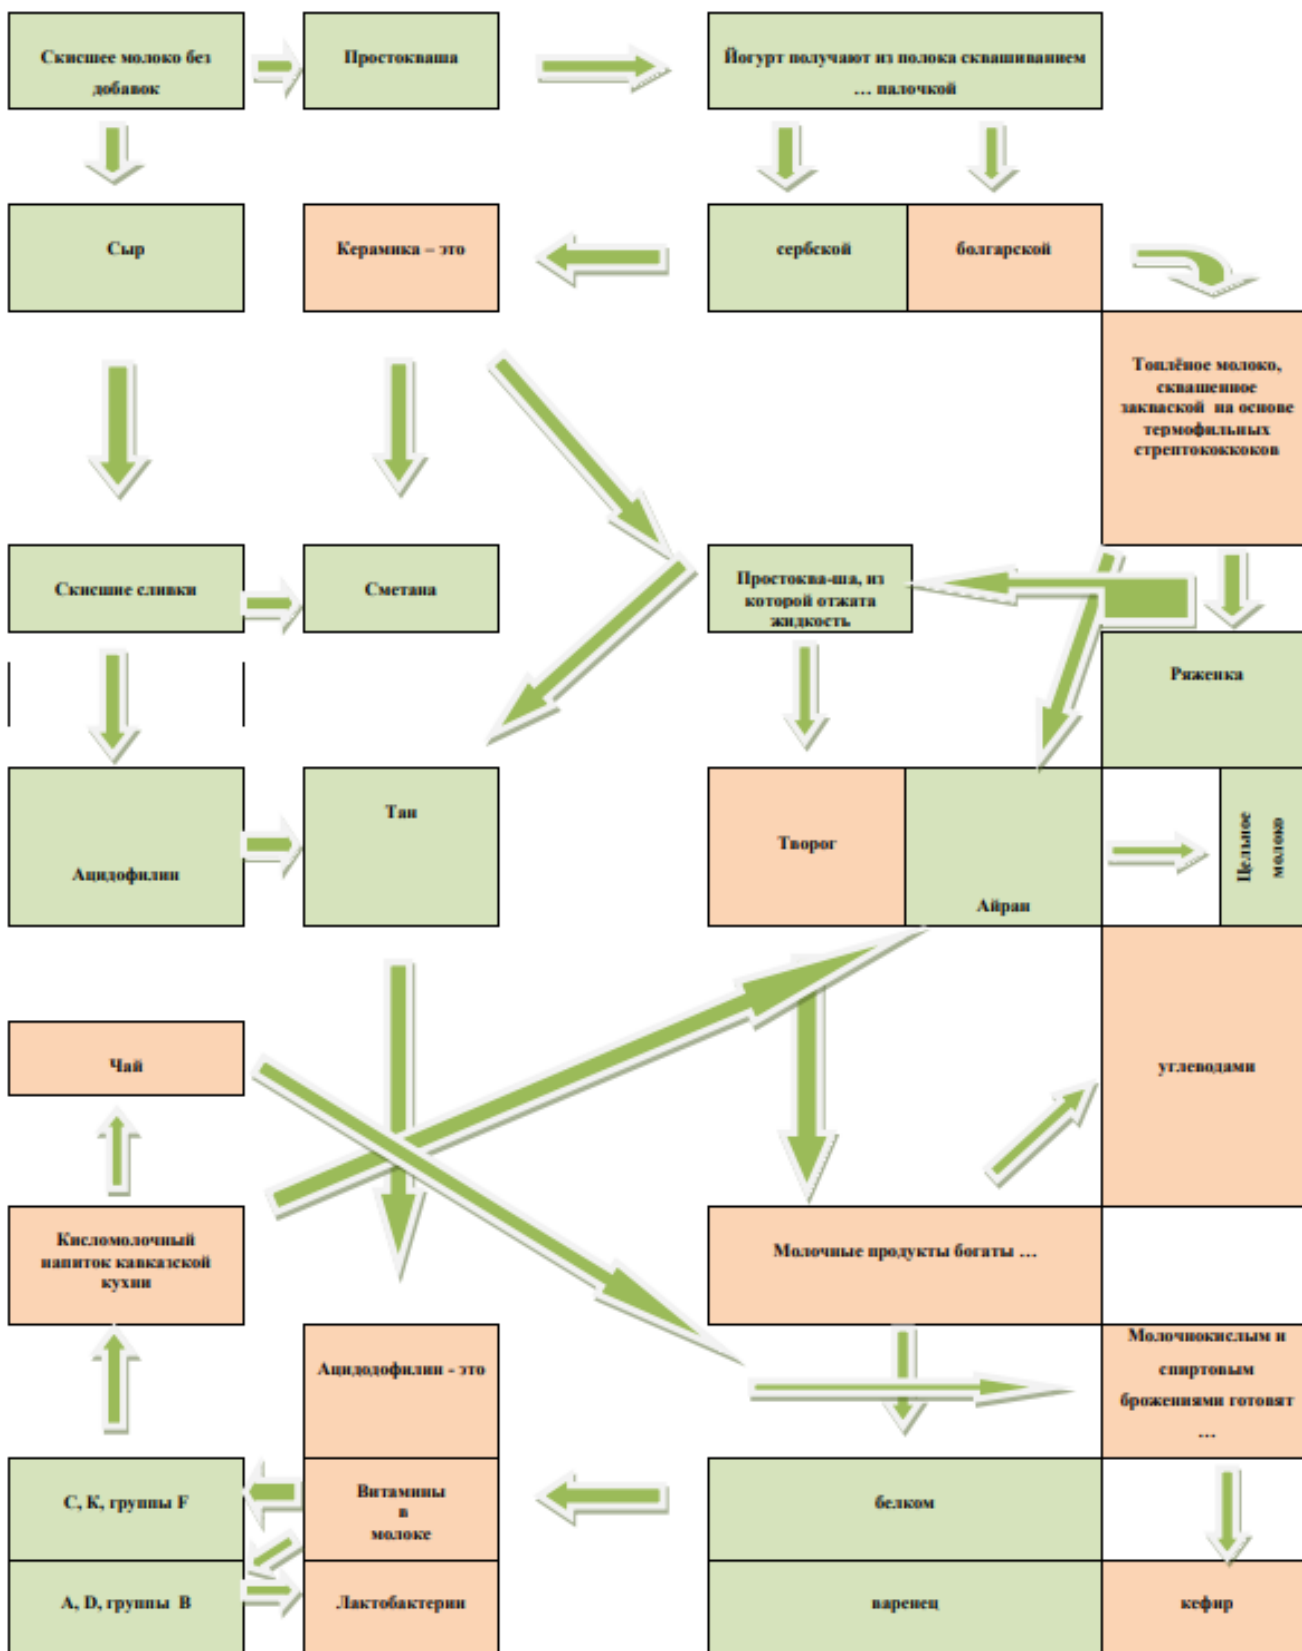 Скисшее молоко без
добавок
Простокваша
Йогурт получают из полока сквашиванием
… палочкой
Сыр
Керамика – это
сербской
болгарской
Топлёное молоко,
сквашенное
закваской на основе
термофильных
стрептококкоков
Скисшие сливки
Сметана
Простоква-ша, из
которой отжата
жидкость
Ряженка
Ацидофилин
Тан
Творог
Айран
Цельное
молоко
Чай
углеводами
Кисломолочный
напиток кавказской
кухни
Молочные продукты богаты …
Ацидодофилин - это
Молочнокислым и
спиртовым
брожениями готовят
…
С, К, группы F
Витамины
в
молоке
белком
A, D, группы В
Лактобактерии
варенец
кефир